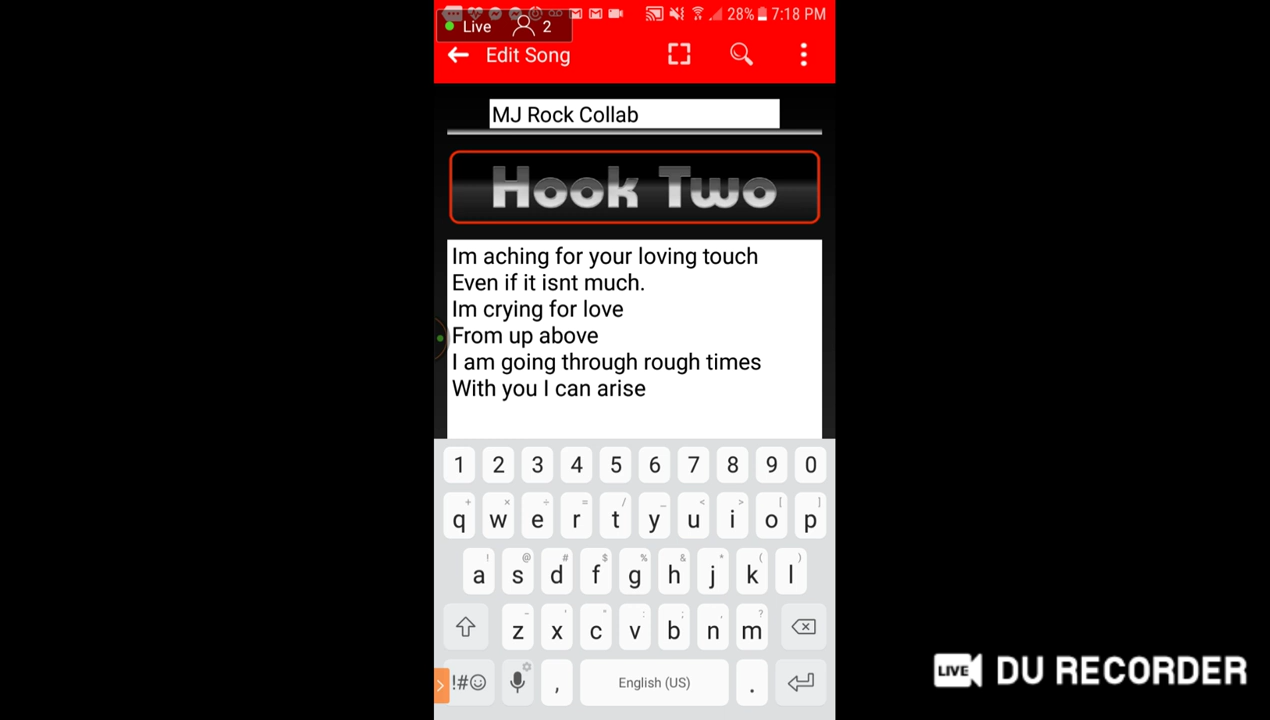 28% 7:18 PM
Live 2
Edit Song
MJ Rock Collab
Hook Two
Im aching for your loving touch
Even if it isnt much.
Im crying for love
From up above
I am going through rough times
With you I can arise
1 2 3 4 5 6 7 8 9 0
+ × ÷ = / _ < > [ ]
q w e r t y u i o p
! @ # $ % & * ( )
a s d f g h j k l
- ' " : ; , ?
z x c v b n m
!#☺ , English (US) .
LIVE DU RECORDER